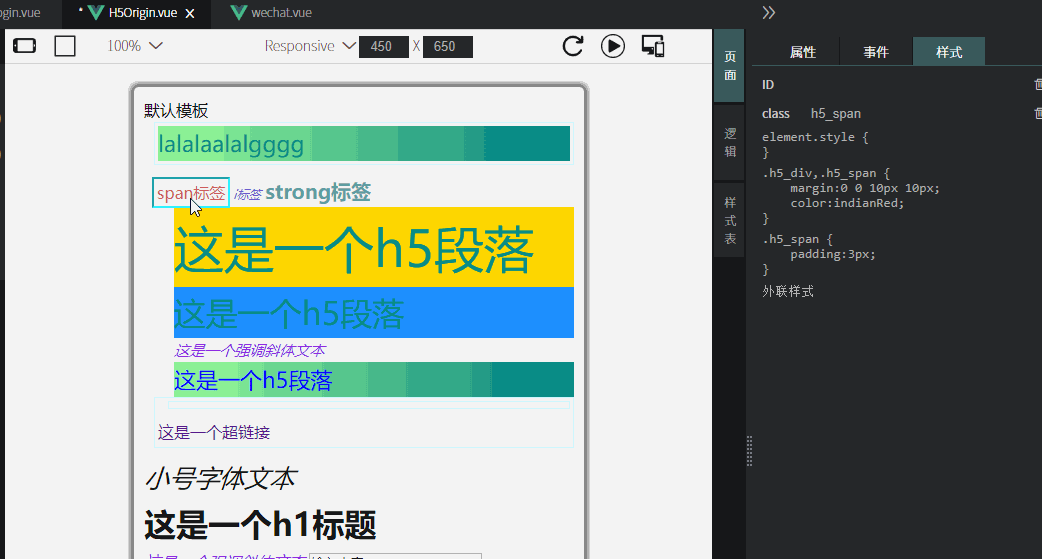 ogin.vue
* H5Origin.vue X
wechat.vue
100%
Responsive 450 X 650
默认模板
lalalaalalgggg
span标签 i标签 strong标签
这是一个h5段落
这是一个h5段落
这是一个强调斜体文本
这是一个h5段落
这是一个超链接
小号字体文本
这是一个h1标题
页面
逻辑
样式表
属性 事件 样式
ID
class h5_span
element.style {
}
.h5_div,.h5_span {
margin:0 0 10px 10px;
color:indianRed;
}
.h5_span {
padding:3px;
}
外联样式